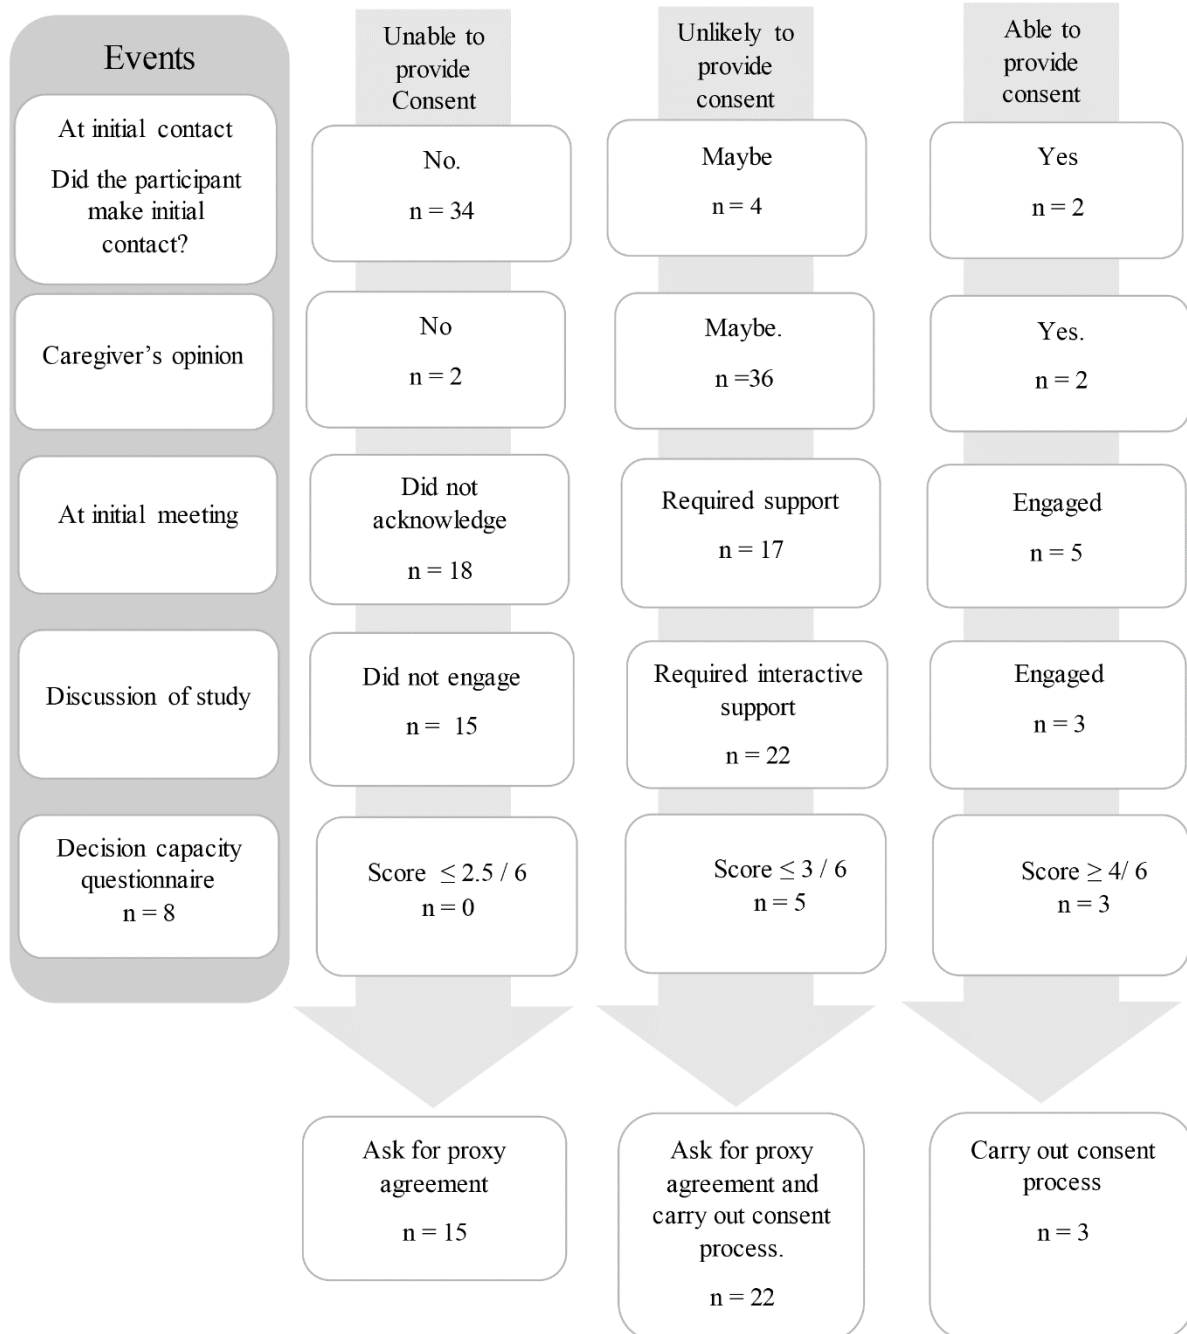 Events
Unable to
provide
Consent
Unlikely to
provide
consent
Able to
provide
consent
At initial contact
Did the participant
make initial
contact?
No.
n = 34
Maybe
n = 4
Yes
n = 2
Caregiver’s opinion
No
n = 2
Maybe.
n =36
Yes.
n = 2
At initial meeting
Did not
acknowledge
n = 18
Required support
n = 17
Engaged
n = 5
Discussion of study
Did not engage
n = 15
Required interactive
support
n = 22
Engaged
n = 3
Decision capacity
questionnaire
n = 8
Score ≤ 2.5 / 6
n = 0
Score ≤ 3 / 6
n = 5
Score ≥ 4/ 6
n = 3
Ask for proxy
agreement
n = 15
Ask for proxy
agreement and
carry out consent
process.
n = 22
Carry out consent
process
n = 3